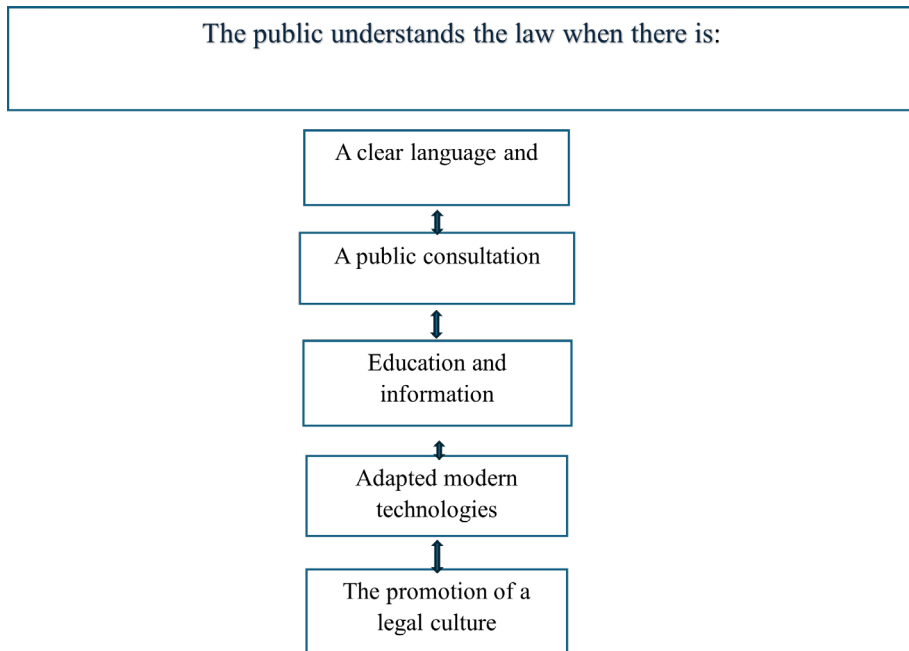 The public understands the law when there is:
A clear language and
A public consultation
Education and
information
Adapted modern
technologies
The promotion of a
legal culture